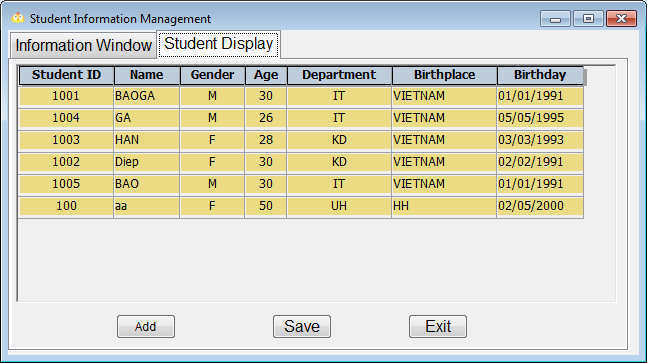 Student Information Management
Information Window Student Display
Student ID Name Gender Age Department Birthplace Birthday
1001 BAOGA M 30 IT VIETNAM 01/01/1991
1004 GA M 26 IT VIETNAM 05/05/1995
1003 HAN F 28 KD VIETNAM 03/03/1993
1002 Diep F 30 KD VIETNAM 02/02/1991
1005 BAO M 30 IT VIETNAM 01/01/1991
100 aa F 50 UH HH 02/05/2000
Add Save Exit